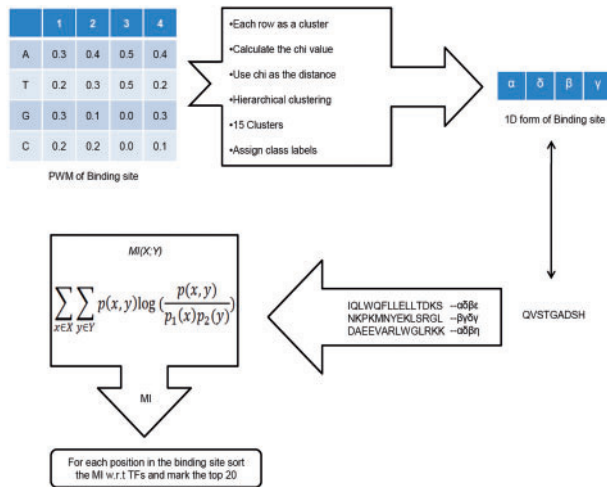 1 2 3 4
A 0.3 0.4 0.5 0.4
T 0.2 0.3 0.5 0.2
G 0.3 0.1 0.0 0.3
C 0.2 0.2 0.0 0.1
PWM of Binding site
•Each row as a cluster
•Calculate the chi value
•Use chi as the distance
•Hierarchical clustering
•15 Clusters
•Assign class labels
α δ β γ
1D form of Binding site
QVSTGADSH
IQLWQFLLELLTDKS --αδβε
NKPKMNYEKLSRGL --βγδγ
DAEEVARLWGLRKK --αδβη
MI(X;Y)
∑x∈X ∑y∈Y p(x,y)log(p(x,y)/p1(x)p2(y))
MI
For each position in the binding site sort
the MI w.r.t TFs and mark the top 20